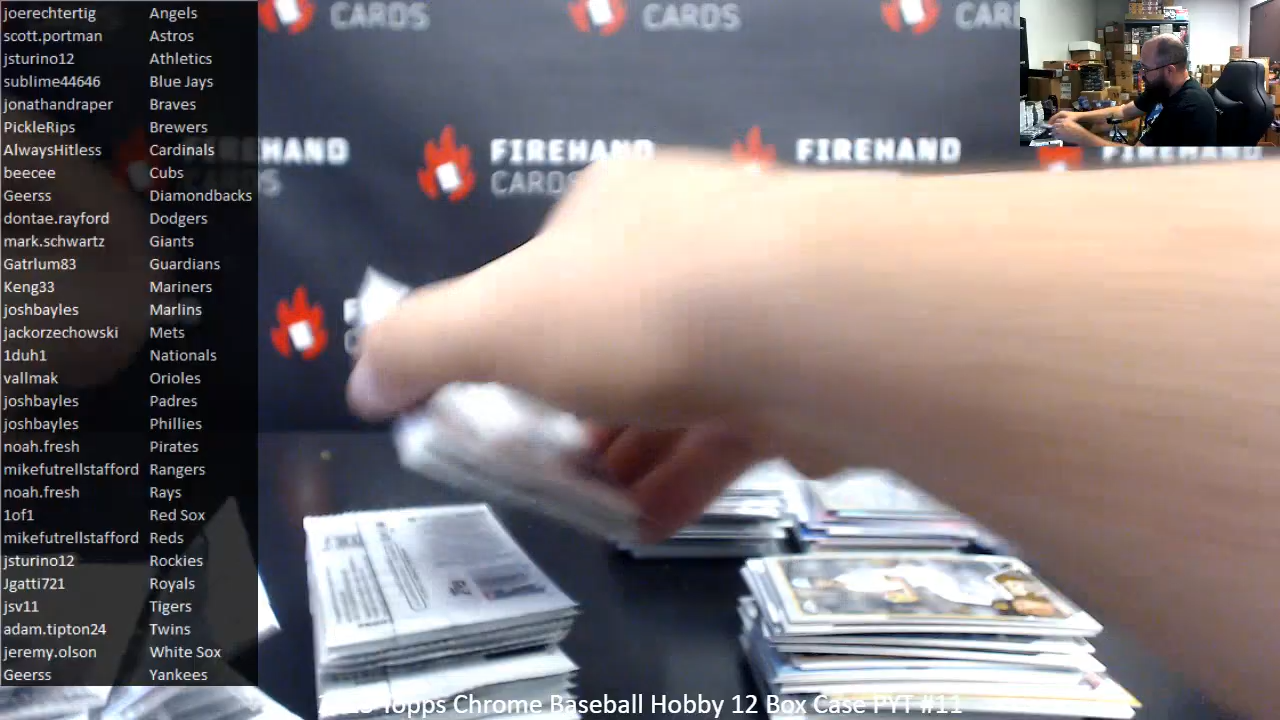 joerechtertig Angels
scott.portman Astros
jsturino12 Athletics
sublime44646 Blue Jays
jonathandraper Braves
PickleRips Brewers
AlwaysHitless Cardinals
beecee Cubs
Geerss Diamondbacks
dontae.rayford Dodgers
mark.schwartz Giants
Gatrlum83 Guardians
Keng33 Mariners
joshbayles Marlins
jackorzechowski Mets
1duh1 Nationals
vallmak Orioles
joshbayles Padres
joshbayles Phillies
noah.fresh Pirates
mikefutrellstafford Rangers
noah.fresh Rays
1of1 Red Sox
mikefutrellstafford Reds
jsturino12 Rockies
Jgatti721 Royals
jsv11 Tigers
adam.tipton24 Twins
jeremy.olson White Sox
Geerss Yankees
CARDS CARDS
FIREHAND FIREHAND
CARDS
Topps Chrome Baseball Hobby 12 Box Case PYT #11